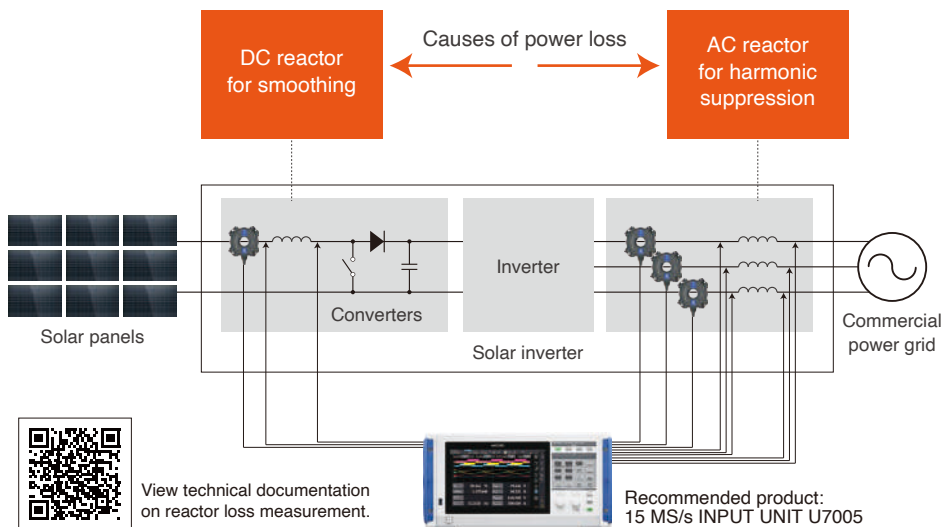 DC reactor
for smoothing
Causes of power loss
AC reactor
for harmonic
suppression
Solar panels
Converters
Inverter
Solar inverter
Commercial
power grid
View technical documentation
on reactor loss measurement.
Recommended product:
15 MS/s INPUT UNIT U7005